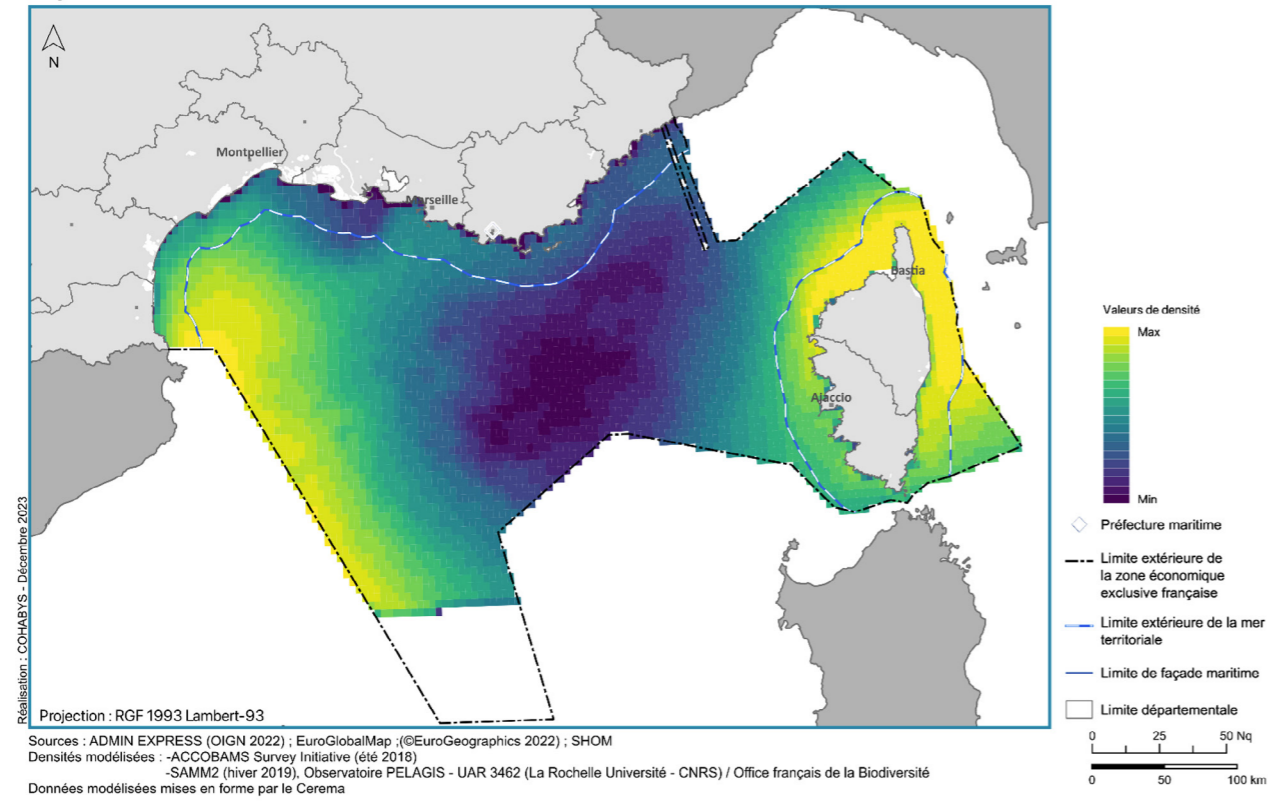 N
Montpellier
Marseille
Bastia
Ajaccio
Réalisation : COHABYS - Décembre 2023
Projection : RGF 1993 Lambert-93
Valeurs de densité
Max
Min
Préfecture maritime
Limite extérieure de
la zone économique
exclusive française
Limite extérieure de la mer
territoriale
Limite de façade maritime
Limite départementale
0 25 50 Nq
0 50 100 km
Sources : ADMIN EXPRESS (OIGN 2022) ; EuroGlobalMap ;(©EuroGeographics 2022) ; SHOM
Densités modélisées : -ACCOBAMS Survey Initiative (été 2018)
-SAMM2 (hiver 2019), Observatoire PELAGIS - UAR 3462 (La Rochelle Université - CNRS) / Office français de la Biodiversité
Données modélisées mises en forme par le Cerema